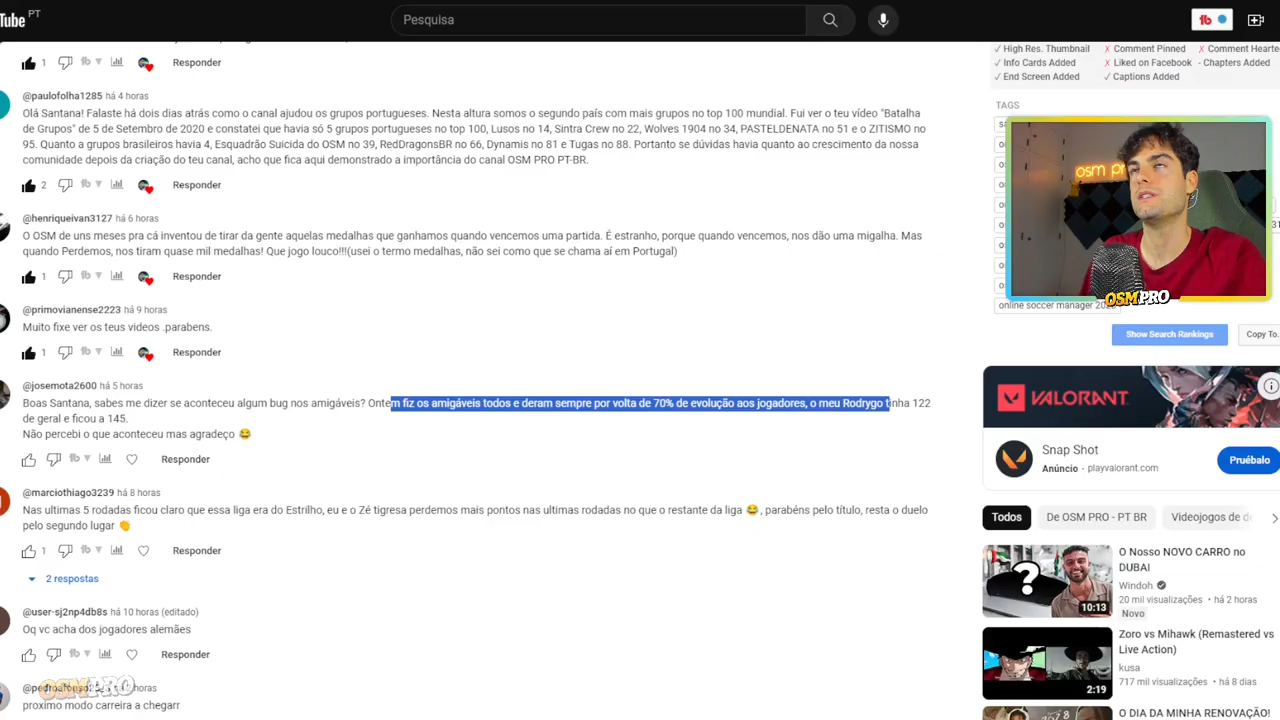 Tube PT
Pesquisa
1
Responder
@paulofolha1285 há 4 horas
Olá Santana! Falaste há dois dias atrás como o canal ajudou os grupos portugueses. Nesta altura somos o segundo país com mais grupos no top 100 mundial. Fui ver o teu vídeo "Batalha
de Grupos" de 5 de Setembro de 2020 e constatei que havia só 5 grupos portugueses no top 100, Lusos no 14, Sintra Crew no 22, Wolves 1904 no 34, PASTELDENATA no 51 e o ZITISMO no
95. Quanto a grupos brasileiros havia 4, Esquadrão Suicída do OSM no 39, RedDragonsBR no 66, Dynamis no 81 e Tugas no 88. Portanto se dúvidas havia quanto ao crescimento da nossa
comunidade depois da criação do teu canal, acho que fica aqui demonstrado a importância do canal OSM PRO PT-BR.
2
Responder
@henriqueivan3127 há 6 horas
O OSM de uns meses pra cá inventou de tirar da gente aquelas medalhas que ganhamos quando vencemos uma partida. É estranho, porque quando vencemos, nos dão uma migalha. Mas
quando Perdemos, nos tiram quase mil medalhas! Que jogo louco!!!(usei o termo medalhas, não sei como que se chama aí em Portugal)
1
Responder
@primovianense2223 há 9 horas
Muito fixe ver os teus videos .parabens.
1
Responder
@josemota2600 há 5 horas
Boas Santana, sabes me dizer se aconteceu algum bug nos amigáveis? Ontem fiz os amigáveis todos e deram sempre por volta de 70% de evolução aos jogadores, o meu Rodrygo tinha 122
de geral e ficou a 145.
Não percebi o que aconteceu mas agradeço 😂
Responder
@marciothiago3239 há 8 horas
Nas ultimas 5 rodadas ficou claro que essa liga era do Estrilho, eu e o Zé tigresa perdemos mais pontos nas ultimas rodadas no que o restante da liga 😂, parabéns pelo título, resta o duelo
pelo segundo lugar 👏
1
Responder
2 respostas
@user-sj2np4db8s há 10 horas (editado)
Oq vc acha dos jogadores alemães
Responder
horas
proximo modo carreira a chegarr
OSM PRO
✓ High Res. Thumbnail ✗ Comment Pinned ✗ Comment Hearte
✓ Info Cards Added ✗ Liked on Facebook - Chapters Added
✓ End Screen Added ✓ Captions Added
TAGS
osm pr
OSM PRO
online soccer manager 202
Show Search Rankings
Copy To.
VALORANT
Snap Shot
Anúncio · playvalorant.com
Pruébalo
Todos
De OSM PRO - PT BR
Videojogos de
O Nosso NOVO CARRO no
DUBAI
Windoh
20 mil visualizações • há 2 horas
Novo
10:13
Zoro vs Mihawk (Remastered vs
Live Action)
kusa
717 mil visualizações • há 8 dias
2:19
O DIA DA MINHA RENOVAÇÃO!